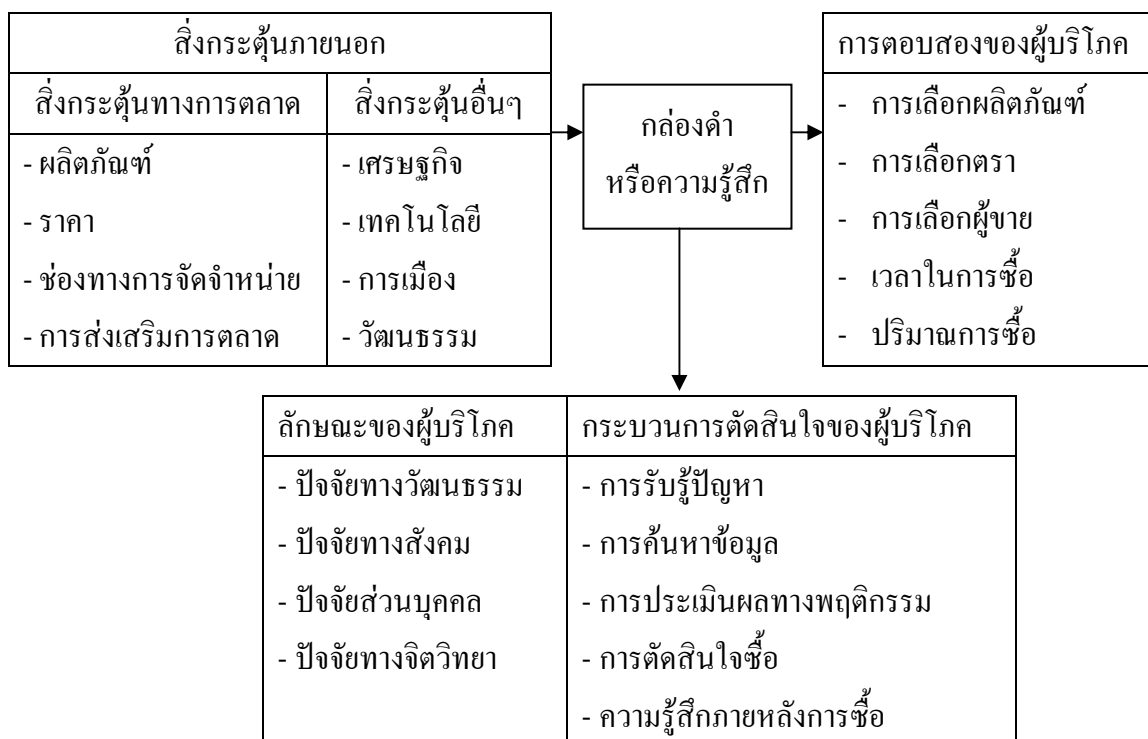 สิ่งกระตุ้นภายนอก
สิ่งกระตุ้นทางการตลาด
- ผลิตภัณฑ์
- ราคา
- ช่องทางการจัดจำหน่าย
- การส่งเสริมการตลาด
สิ่งกระตุ้นอื่นๆ
- เศรษฐกิจ
- เทคโนโลยี
- การเมือง
- วัฒนธรรม
กล่องดำ
หรือความรู้สึก
การตอบสองของผู้บริโภค
- การเลือกผลิตภัณฑ์
- การเลือกตรา
- การเลือกผู้ขาย
- เวลาในการซื้อ
- ปริมาณการซื้อ
ลักษณะของผู้บริโภค
- ปัจจัยทางวัฒนธรรม
- ปัจจัยทางสังคม
- ปัจจัยส่วนบุคคล
- ปัจจัยทางจิตวิทยา
กระบวนการตัดสินใจของผู้บริโภค
- การรับรู้ปัญหา
- การค้นหาข้อมูล
- การประเมินผลทางพฤติกรรม
- การตัดสินใจซื้อ
- ความรู้สึกภายหลังการซื้อ